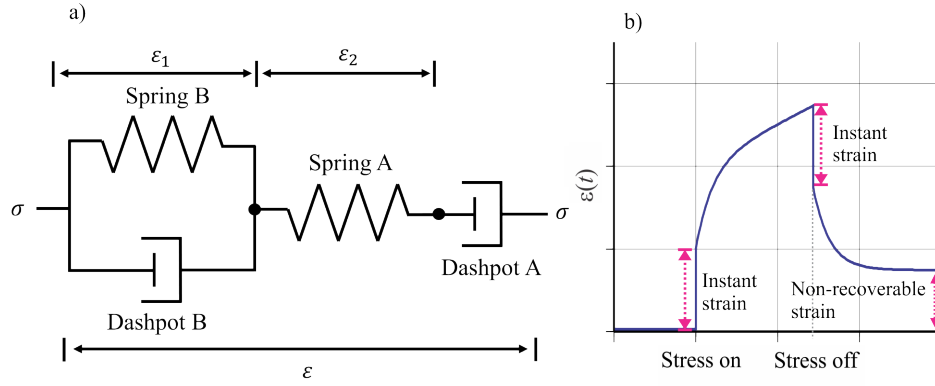 a)
ε₁
ε₂
Spring B
Spring A
σ
σ
Dashpot A
Dashpot B
ε
b)
ε(t)
Instant
strain
Instant
strain
Non-recoverable
strain
Stress on
Stress off